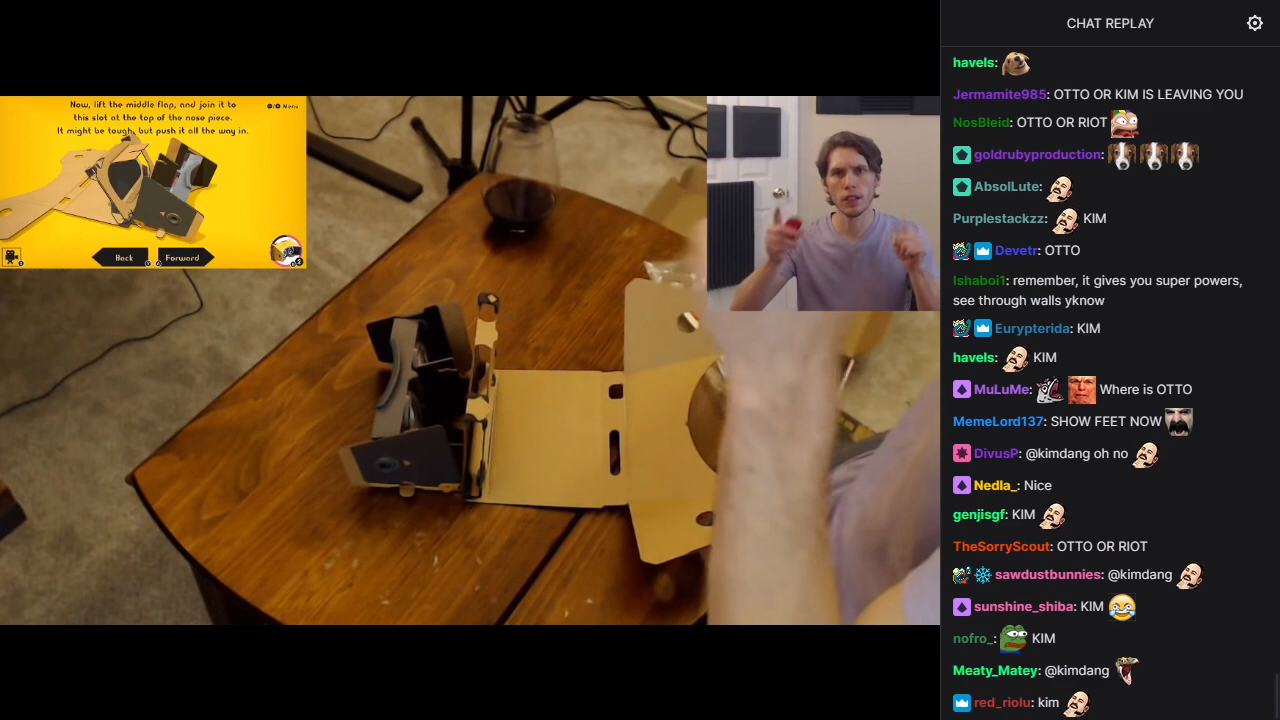 Now, lift the middle flap, and join it to
this slot at the top of the nose piece.
It might be tough, but push it all the way in.
Menu
Back
Forward
CHAT REPLAY
havels:
Jermamite985: OTTO OR KIM IS LEAVING YOU
NosBleid: OTTO OR RIOT
goldrubyproduction:
AbsolLute:
Purplestackzz: KIM
Devetr: OTTO
Ishaboi1: remember, it gives you super powers,
see through walls yknow
Eurypterida: KIM
havels: KIM
MuLuMe: Where is OTTO
MemeLord137: SHOW FEET NOW
DivusP: @kimdang oh no
Nedla_: Nice
genjisgf: KIM
TheSorryScout: OTTO OR RIOT
sawdustbunnies: @kimdang
sunshine_shiba: KIM
nofro_: KIM
Meaty_Matey: @kimdang
red_riolu: kim